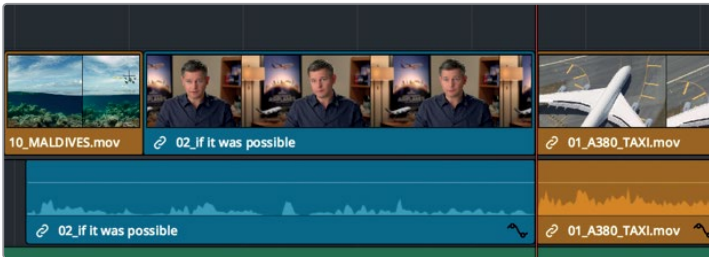 10_MALDIVES.mov
02_if it was possible
01_A380_TAXI.mov
02_if it was possible
01_A380_TAXI.mov